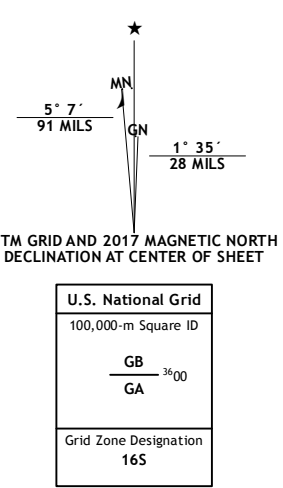 ★
MN
5° 7´
91 MILS
GN
1° 35´
28 MILS
TM GRID AND 2017 MAGNETIC NORTH
DECLINATION AT CENTER OF SHEET
U.S. National Grid
100,000-m Square ID
GB
3600
GA
Grid Zone Designation
16S